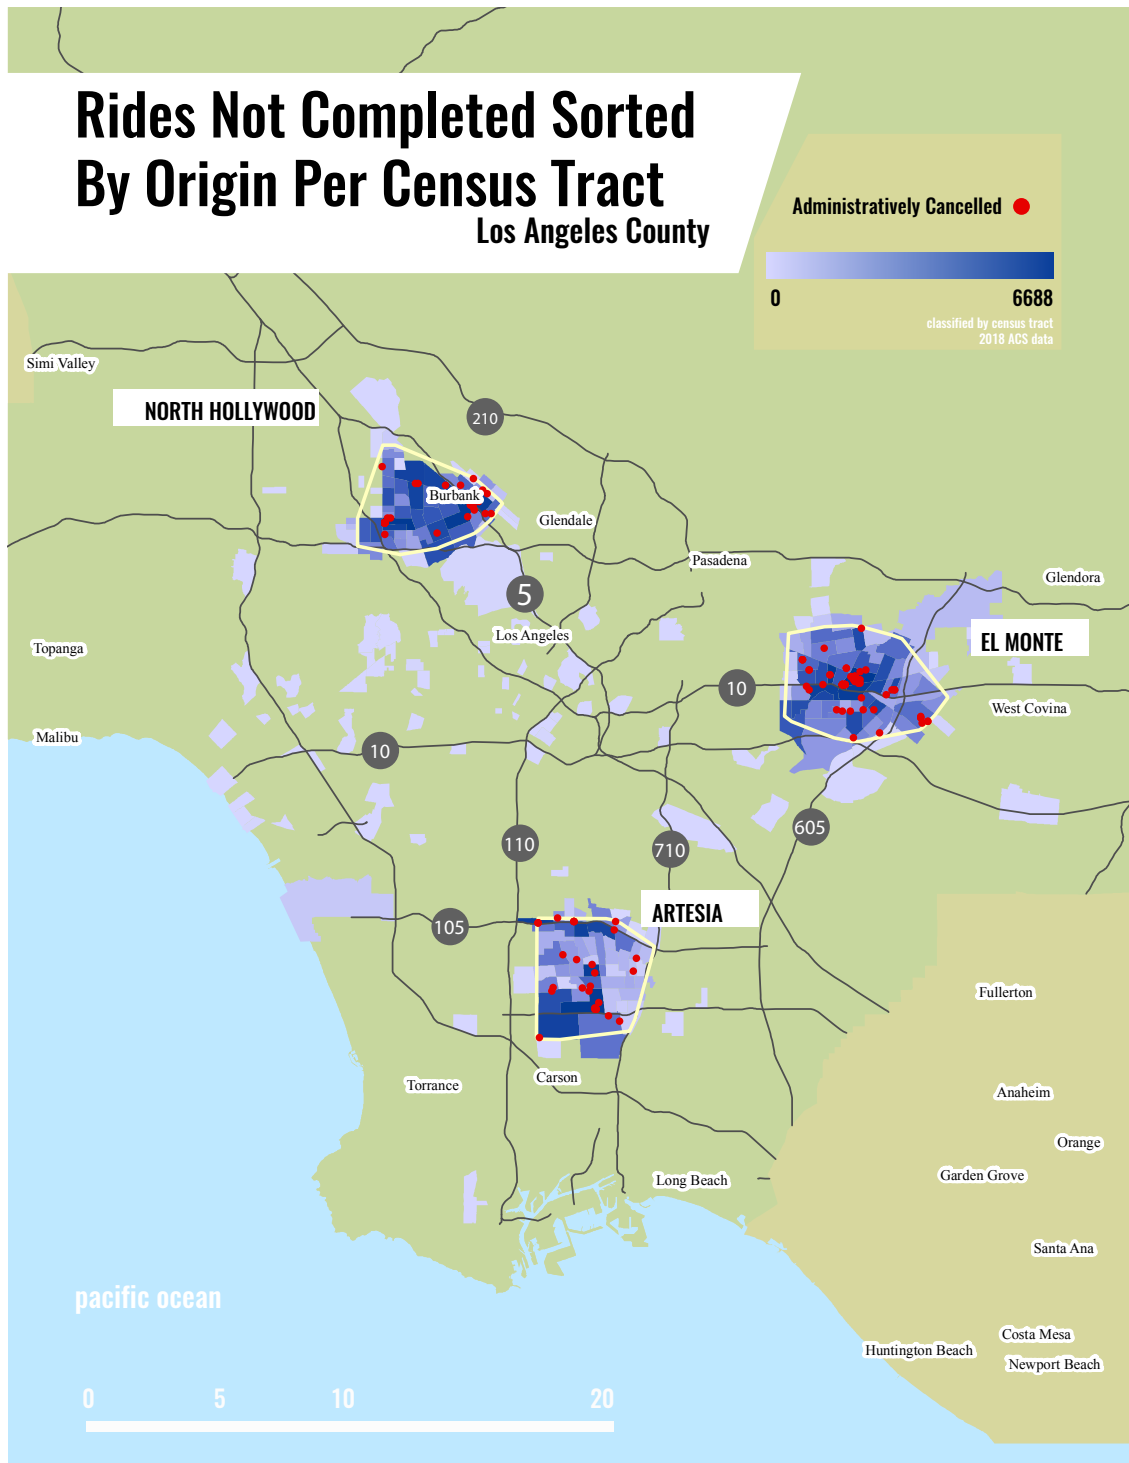 Rides Not Completed Sorted
By Origin Per Census Tract
Los Angeles County
Administratively Cancelled
0 6688
classified by census tract
2018 ACS data
Simi Valley
NORTH HOLLYWOOD
210
Burbank
Glendale
Pasadena
Glendora
5
Los Angeles
Topanga
EL MONTE
10
West Covina
Malibu
10
605
110
710
ARTESIA
105
Fullerton
Carson
Torrance
Anaheim
Orange
Garden Grove
Long Beach
Santa Ana
pacific ocean
Costa Mesa
Huntington Beach
Newport Beach
0 5 10 20